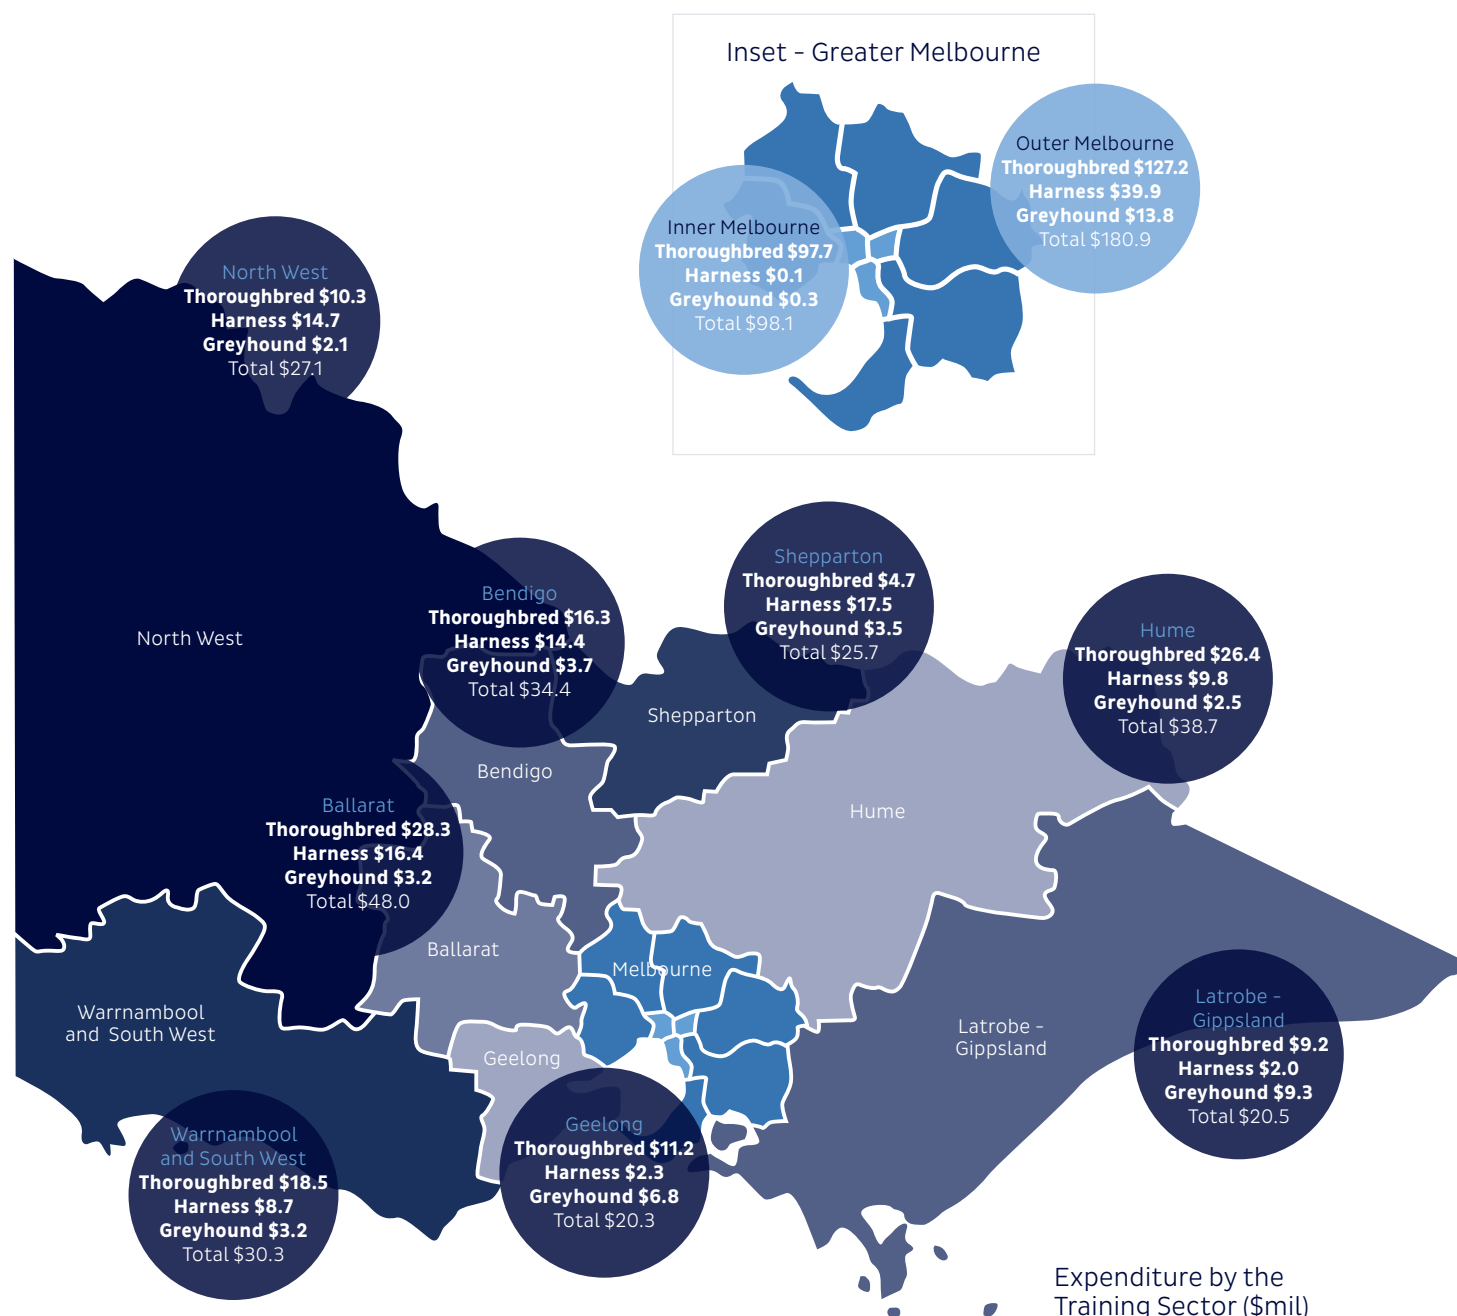 Inset - Greater Melbourne
Outer Melbourne
Thoroughbred $127.2
Harness $39.9
Greyhound $13.8
Total $180.9
Inner Melbourne
Thoroughbred $97.7
Harness $0.1
Greyhound $0.3
Total $98.1
North West
Thoroughbred $10.3
Harness $14.7
Greyhound $2.1
Total $27.1
North West
Bendigo
Thoroughbred $16.3
Harness $14.4
Greyhound $3.7
Total $34.4
Bendigo
Shepparton
Thoroughbred $4.7
Harness $17.5
Greyhound $3.5
Total $25.7
Shepparton
Hume
Thoroughbred $26.4
Harness $9.8
Greyhound $2.5
Total $38.7
Hume
Ballarat
Thoroughbred $28.3
Harness $16.4
Greyhound $3.2
Total $48.0
Ballarat
Melbourne
Warrnambool
and South West
Geelong
Latrobe -
Gippsland
Latrobe -
Gippsland
Thoroughbred $9.2
Harness $2.0
Greyhound $9.3
Total $20.5
Warrnambool
and South West
Thoroughbred $18.5
Harness $8.7
Greyhound $3.2
Total $30.3
Geelong
Thoroughbred $11.2
Harness $2.3
Greyhound $6.8
Total $20.3
Expenditure by the
Training Sector ($mil)